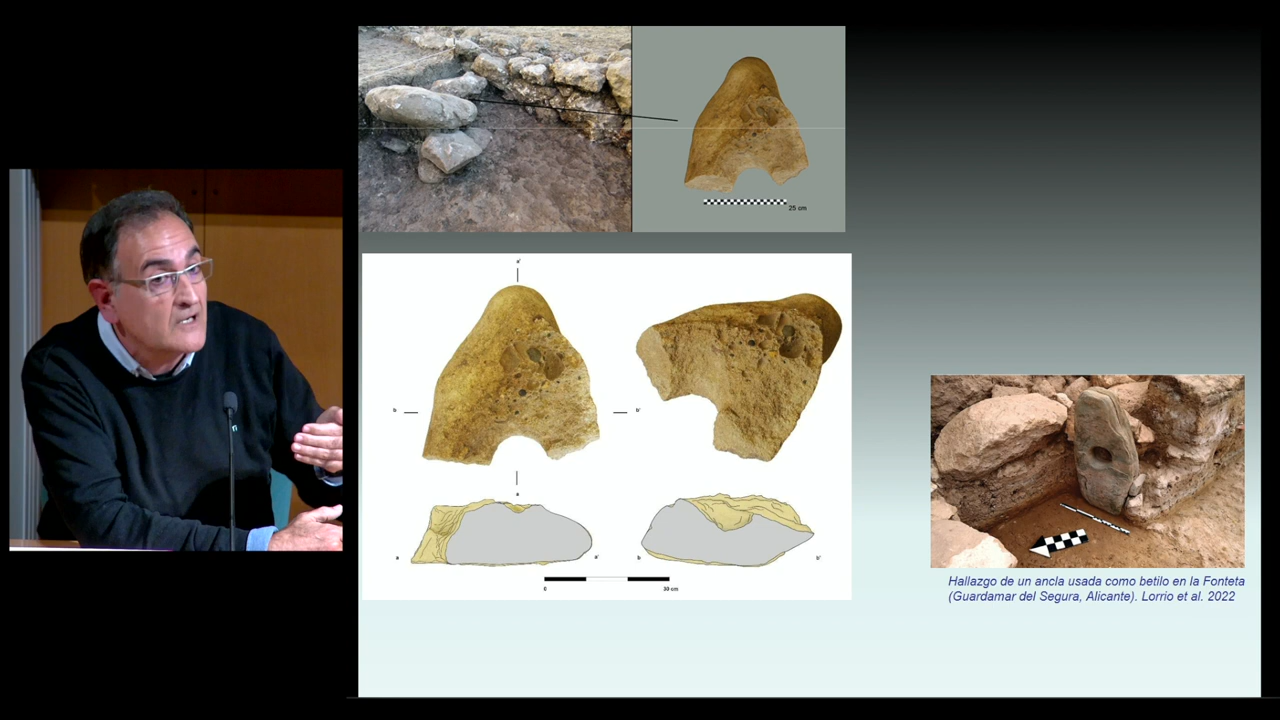 25 cm
a'
b
b'
a
a
a'
b
b'
0
30 cm
Hallazgo de un ancla usada como betilo en la Fonteta
(Guardamar del Segura, Alicante). Lorrio et al. 2022